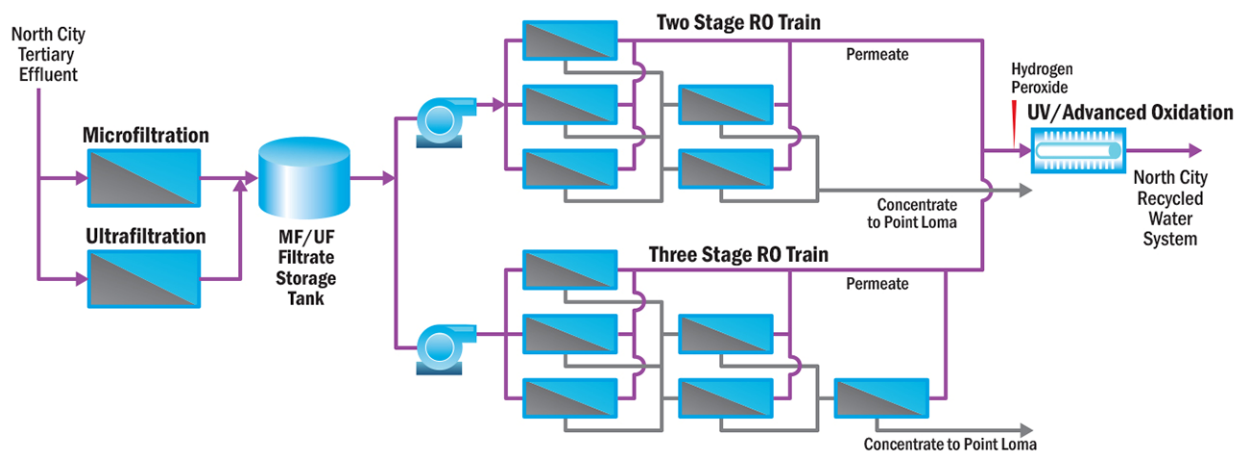 North City
Tertiary
Effluent
Microfiltration
Ultrafiltration
MF/UF
Filtrate
Storage
Tank
Two Stage RO Train
Permeate
Concentrate
to Point Loma
Three Stage RO Train
Permeate
Concentrate to Point Loma
Hydrogen
Peroxide
UV/Advanced Oxidation
North City
Recycled
Water
System